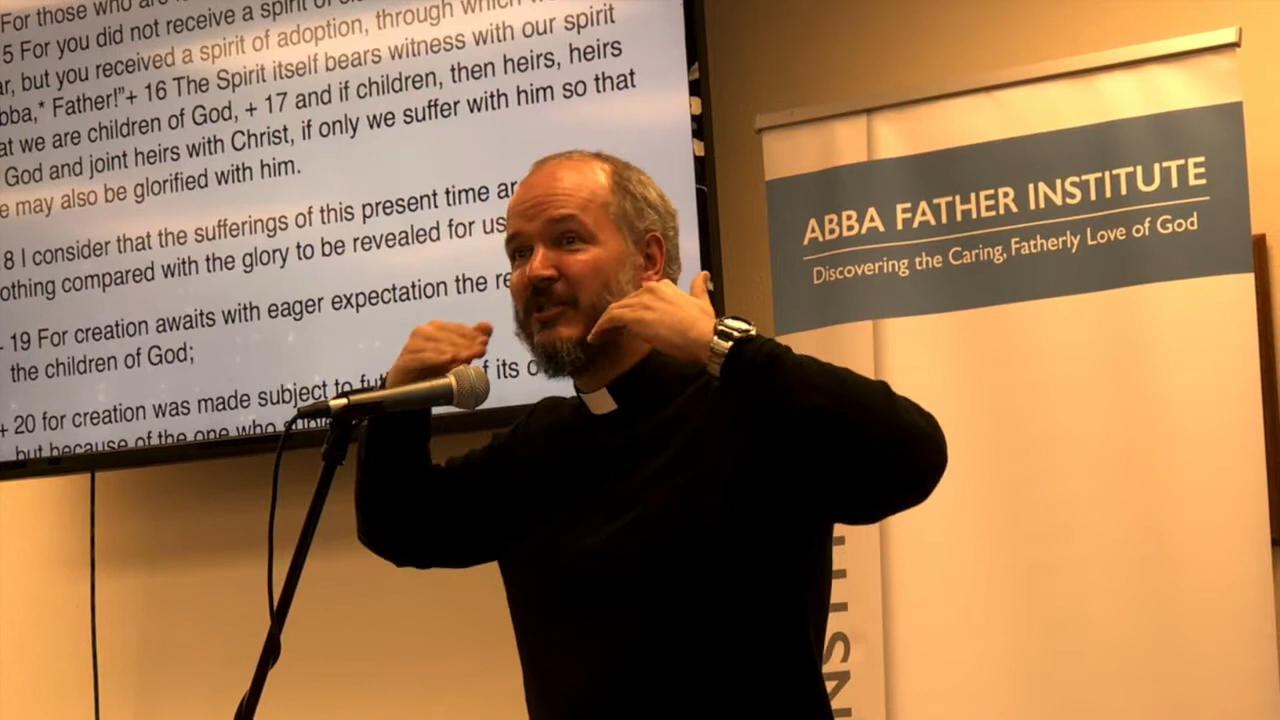 For those who are
5 For you did not receive a spirit of
but you received a spirit of adoption, through which
Father!"+ 16 The Spirit itself bears witness with our spirit
we are children of God, + 17 and if children, then heirs, heirs
God and joint heirs with Christ, if only we suffer with him so that
may also be glorified with him.
8 I consider that the sufferings of this present time
compared with the glory to be revealed for us
19 For creation awaits with eager expectation the
the children of God;
+ 20 for creation was made subject to of its
but because of the one who
ABBA FATHER INSTITUTE
Discovering the Caring, Fatherly Love of God